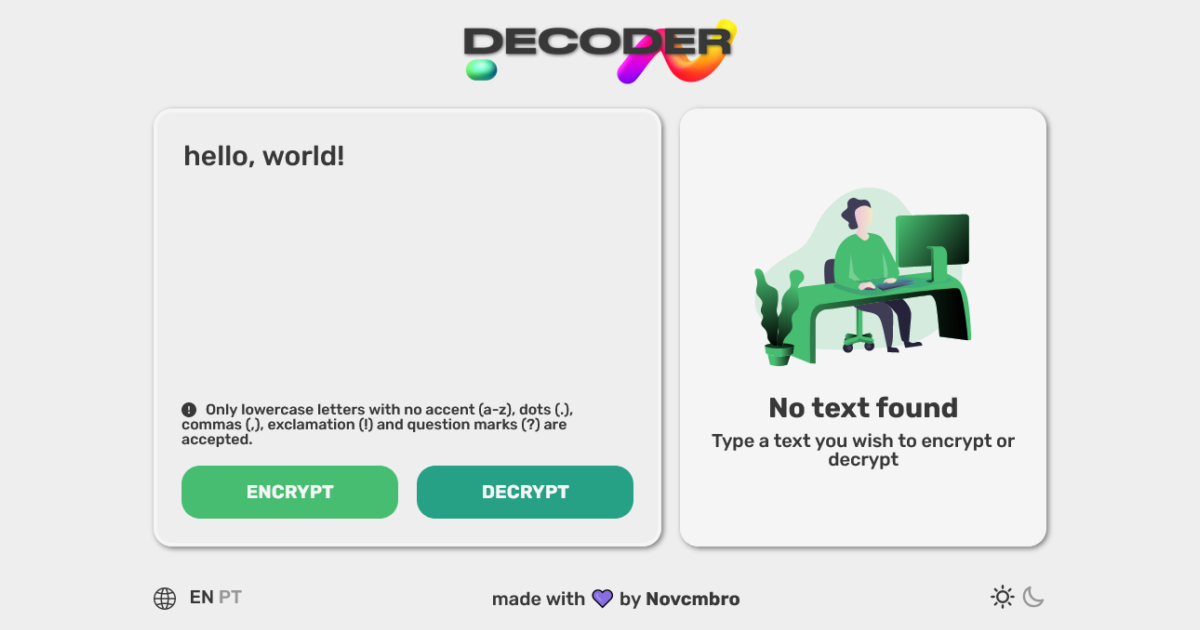 DECODER
hello, world!
Only lowercase letters with no accent (a-z), dots (.),
commas (,), exclamation (!) and question marks (?) are
accepted.
ENCRYPT
DECRYPT
No text found
Type a text you wish to encrypt or
decrypt
EN PT
made with 💜 by Novcmbro